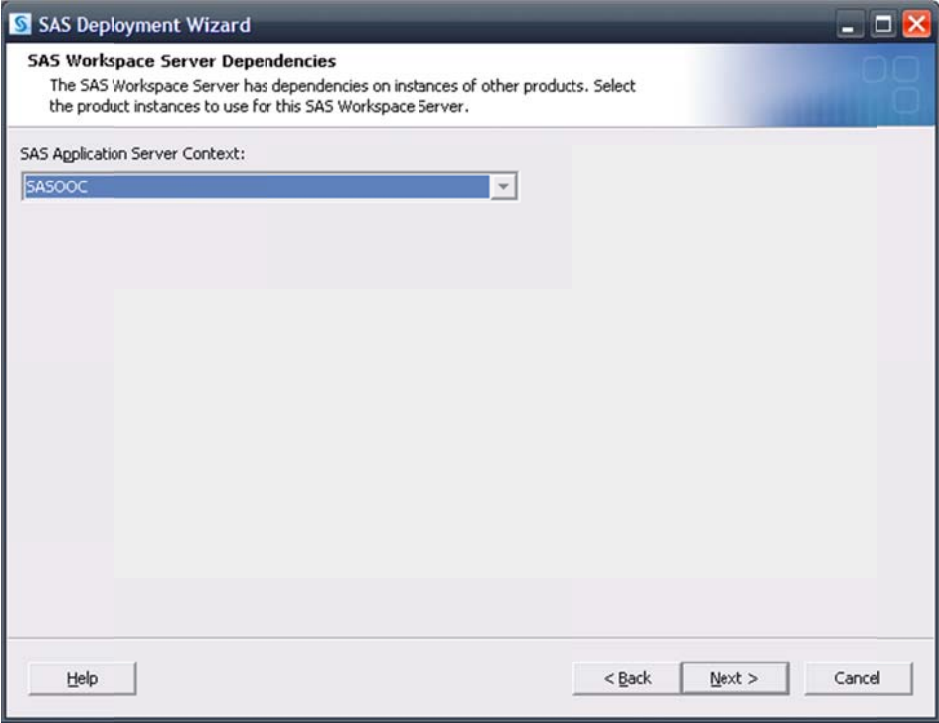 SAS Deployment Wizard
SAS Workspace Server Dependencies
The SAS Workspace Server has dependencies on instances of other products. Select
the product instances to use for this SAS Workspace Server.
SAS Application Server Context:
SASOOC
Help
< Back
Next >
Cancel